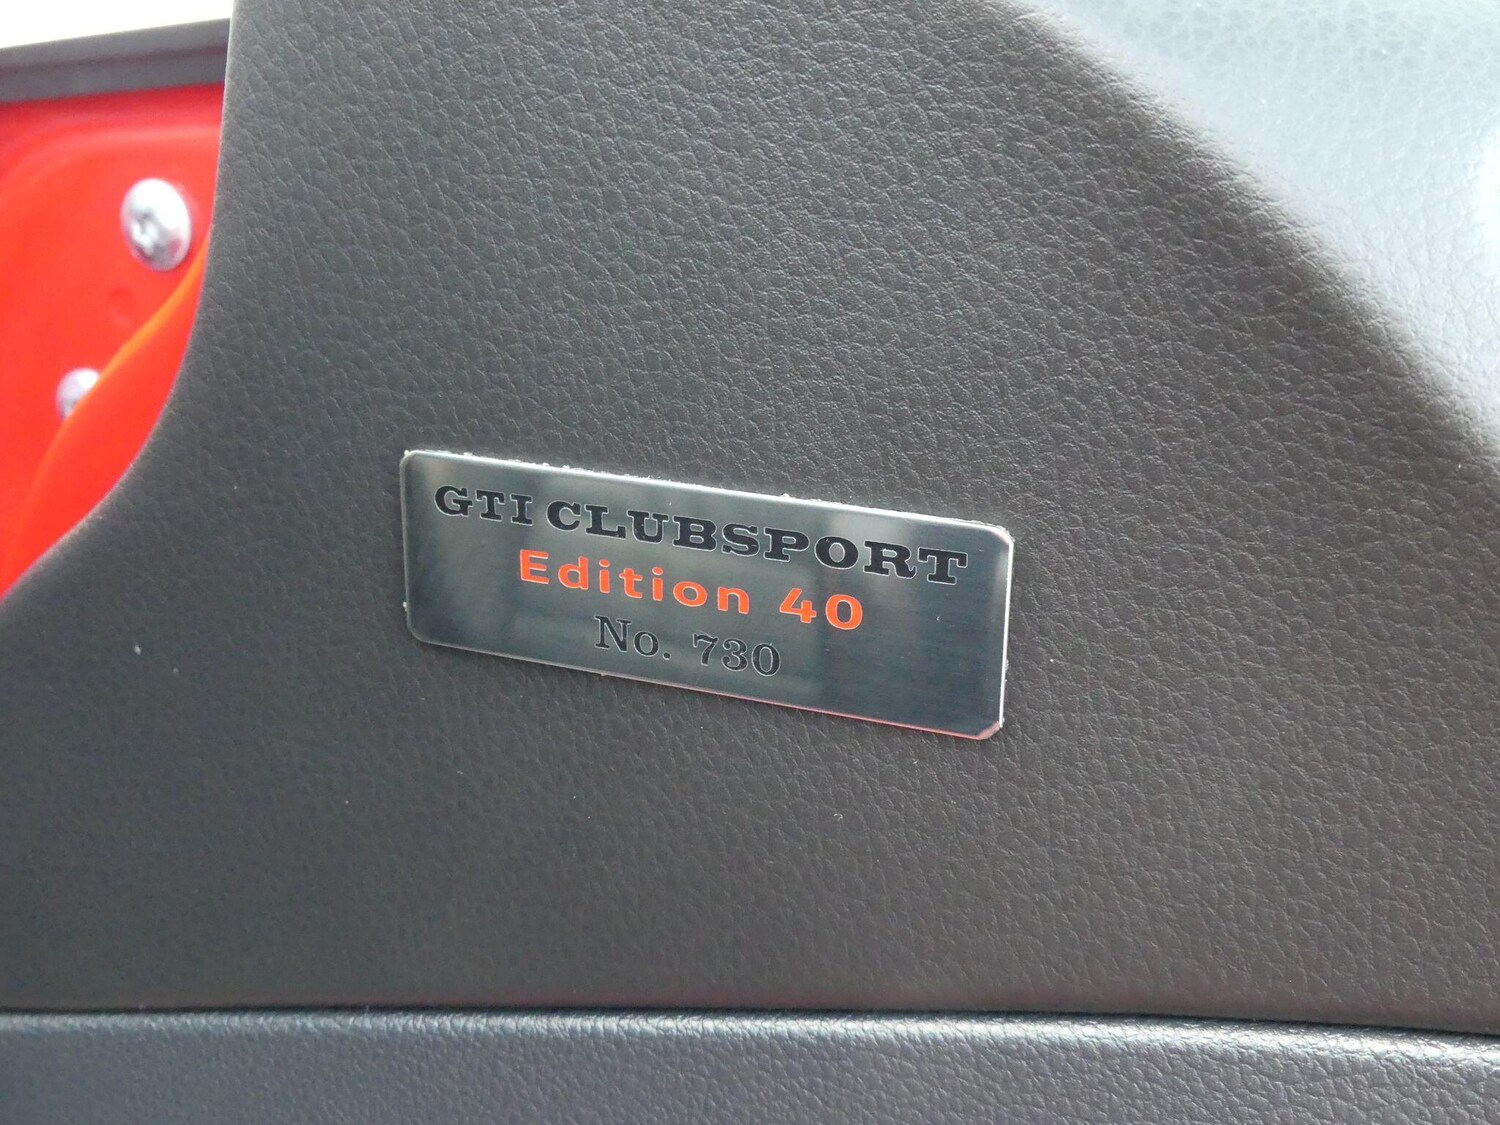 GTI CLUBSPORT
Edition 40
No. 730